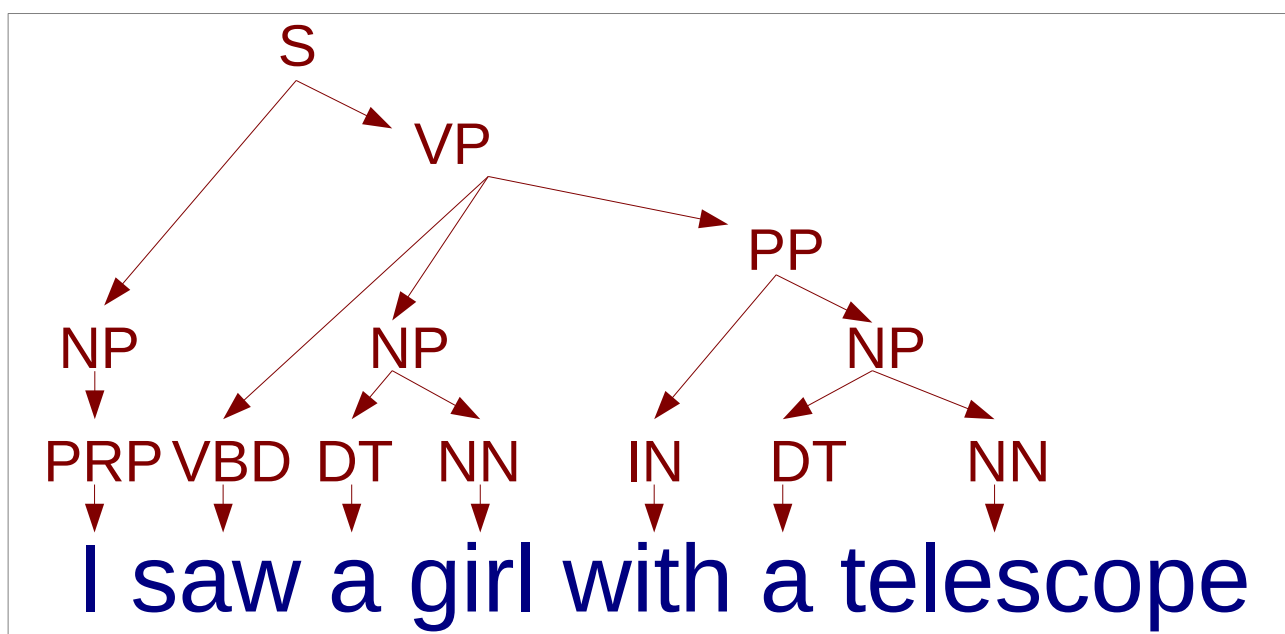 S
VP
PP
NP NP NP
PRP VBD DT NN IN DT NN
I saw a girl with a telescope